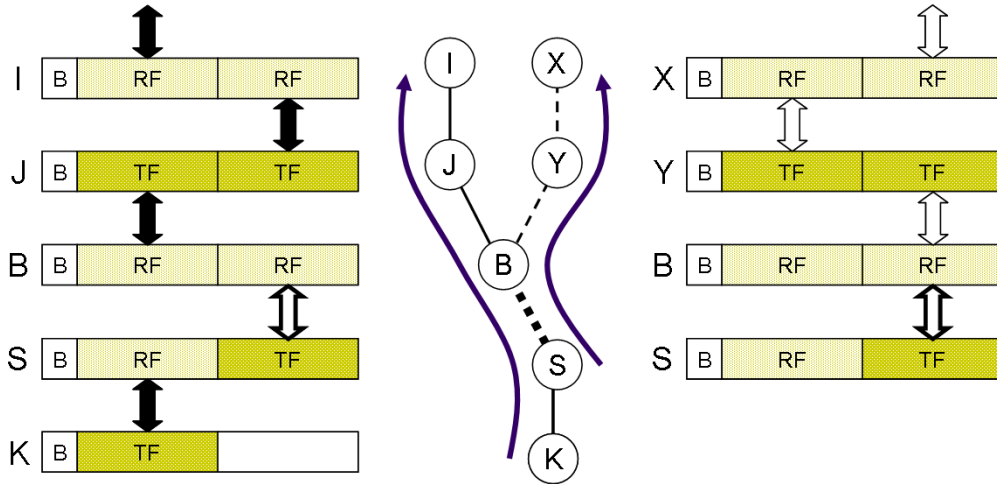 I B RF RF
J B TF TF
B B RF RF
S B RF TF
K B TF
I X
J Y
B
S
K
X B RF RF
Y B TF TF
B B RF RF
S B RF TF